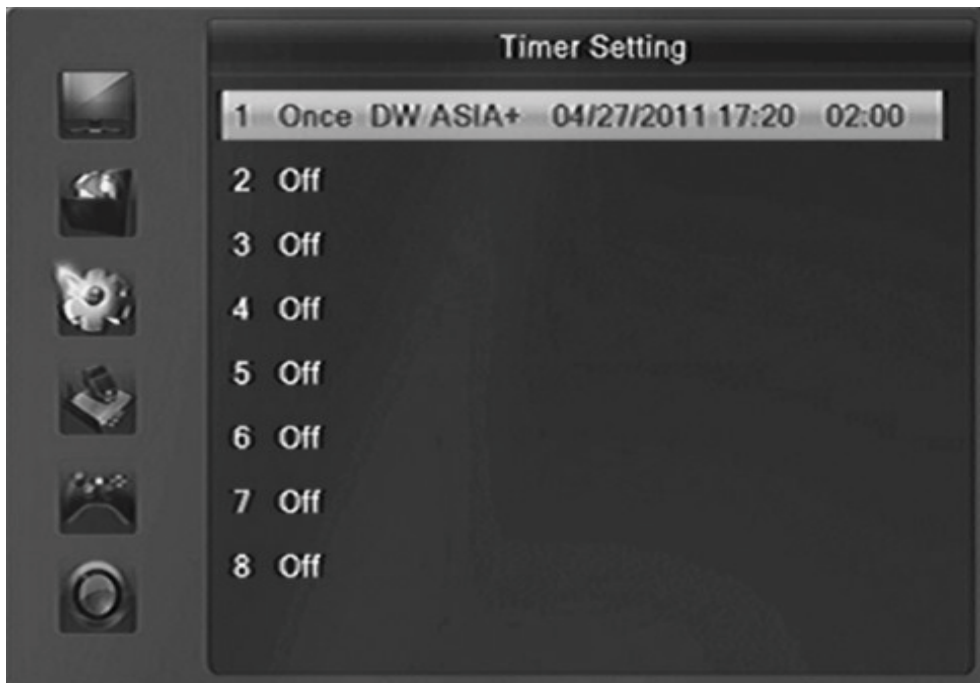 Timer Setting
1 Once DW ASIA+ 04/27/2011 17:20 02:00
2 Off
3 Off
4 Off
5 Off
6 Off
7 Off
8 Off